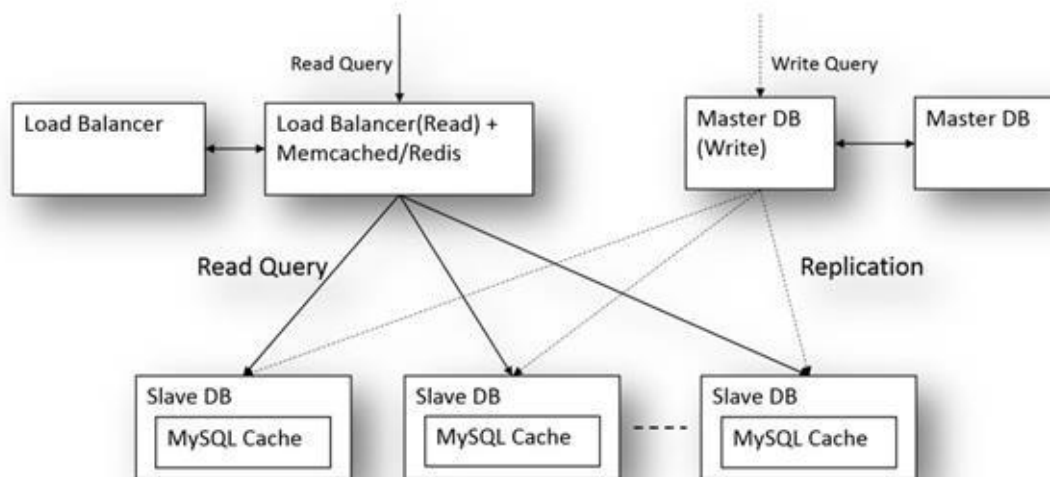 Read Query
Write Query
Load Balancer
Load Balancer(Read) +
Memcached/Redis
Master DB
(Write)
Master DB
Read Query
Replication
Slave DB
MySQL Cache
Slave DB
MySQL Cache
Slave DB
MySQL Cache